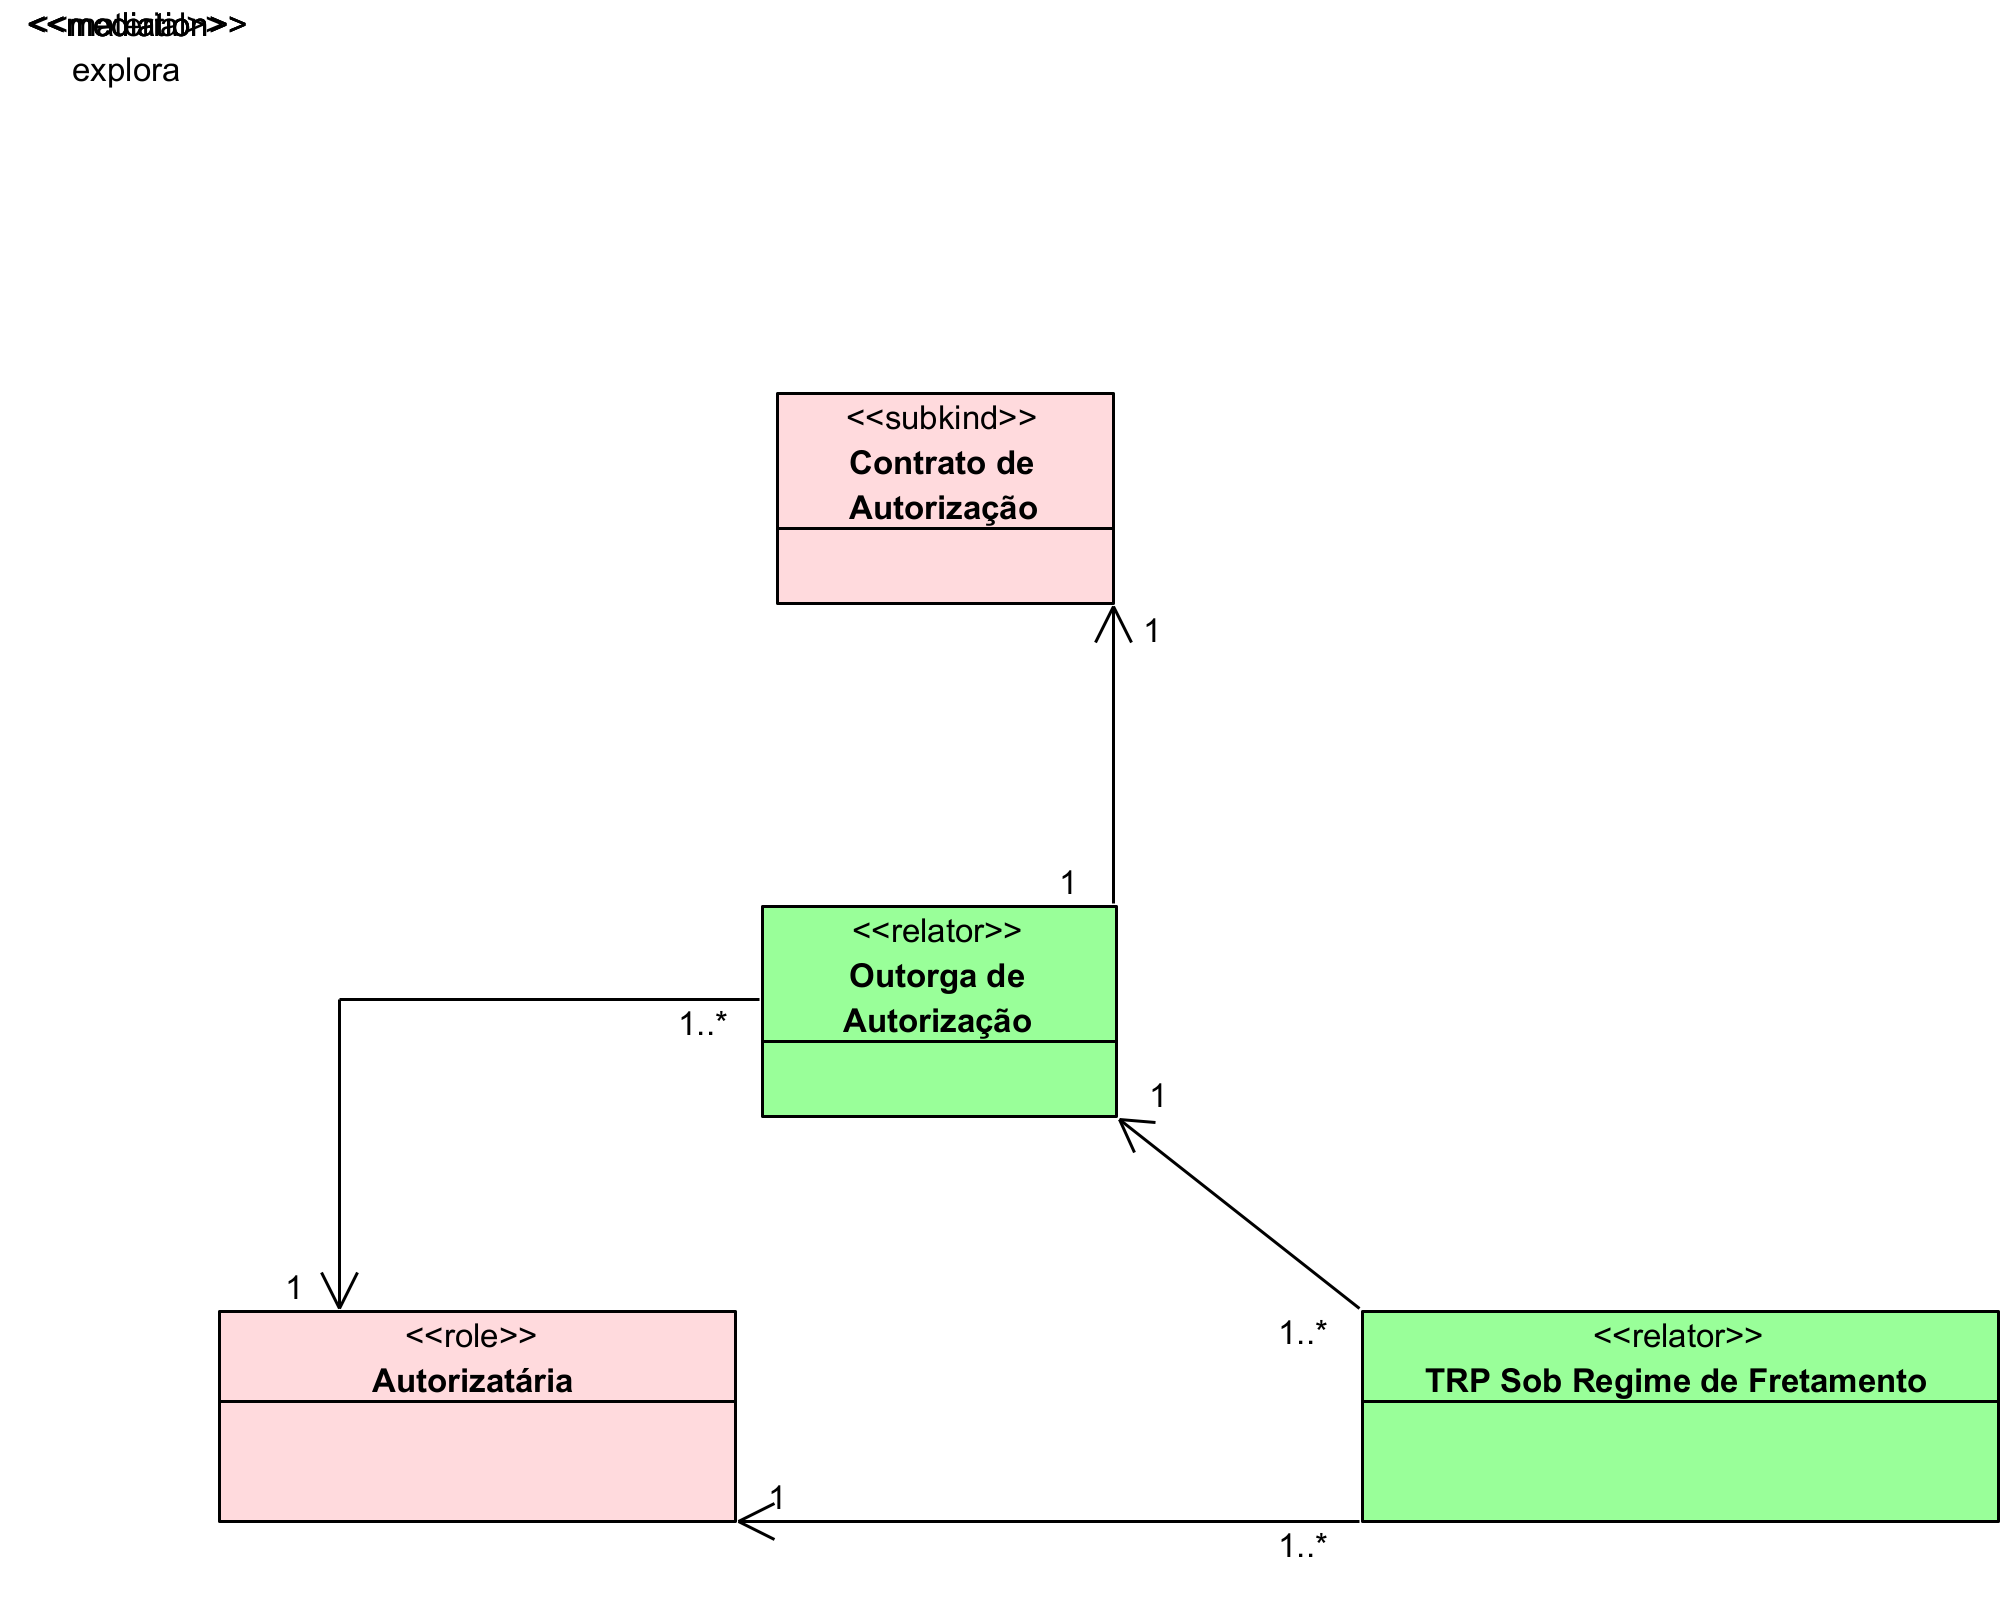 <<mediation>>
<<material>>
explora
<<subkind>>
Contrato de
Autorização
1
1
<<relator>>
Outorga de
Autorização
1..*
1
1
<<role>>
Autorizatária
1..*
<<relator>>
TRP Sob Regime de Fretamento
1
1..*